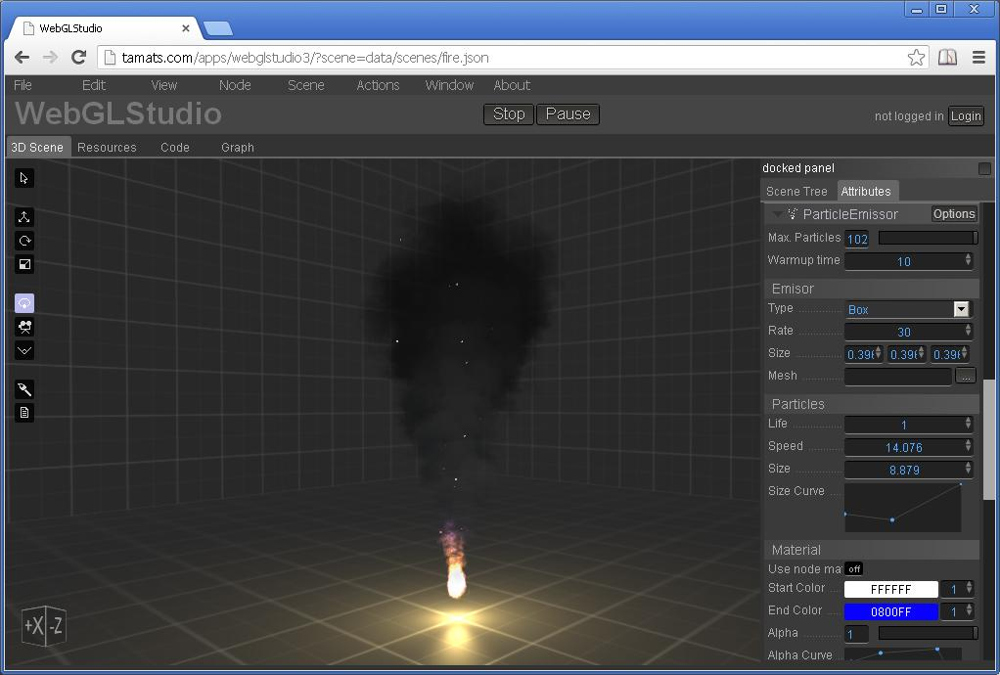 WebGLStudio
tamats.com/apps/webglstudio3/?scene=data/scenes/fire.json
File Edit View Node Scene Actions Window About
WebGLStudio
Stop Pause
not logged in Login
3D Scene Resources Code Graph
docked panel
Scene Tree Attributes
ParticleEmissor Options
Max. Particles 102
Warmup time 10
Emisor
Type Box
Rate 30
Size 0.39 0.39 0.39
Mesh ...
Particles
Life 1
Speed 14.076
Size 8.879
Size Curve
Material
Use node ma off
Start Color FFFFFF 1
End Color 0800FF 1
Alpha 1
Alpha Curve
+X -Z